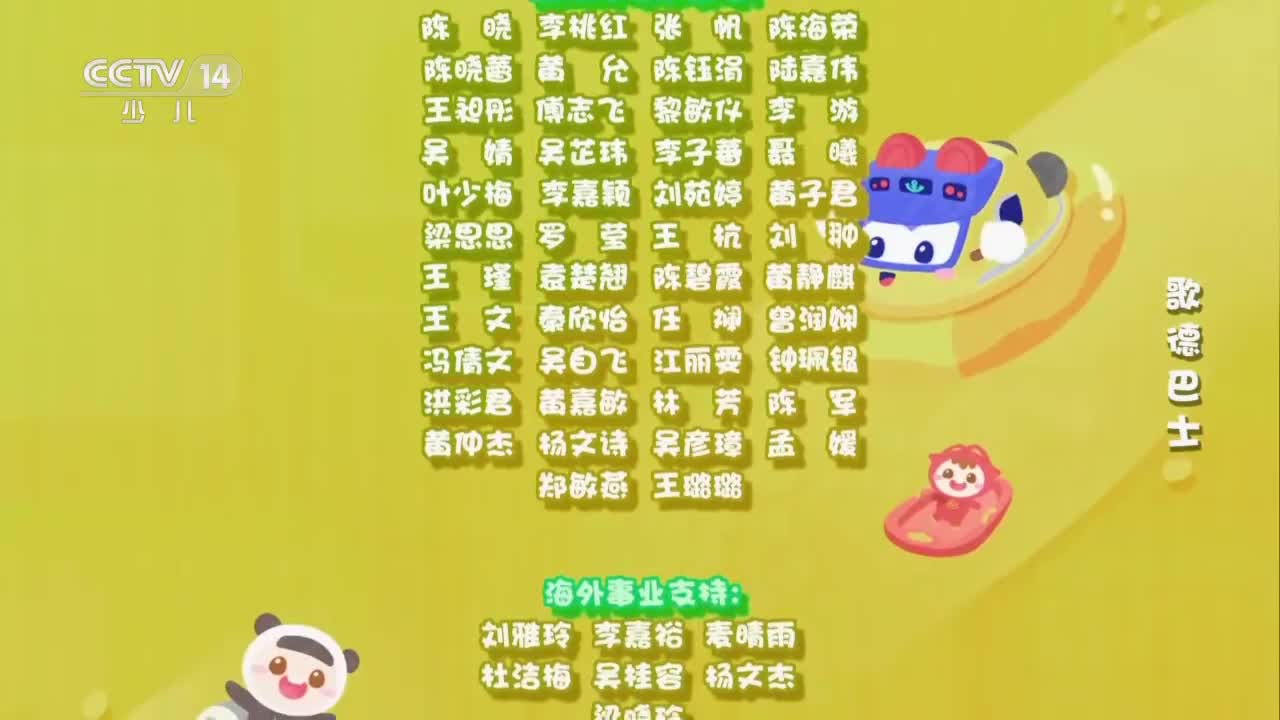 CCTV 14
少儿
陈 晓 李桃红 张 帆 陈海荣
陈晓蕾 黄 允 陈钰涓 陆嘉伟
王昶彤 傅志飞 黎敏仪 李 游
吴 婧 吴芷玮 李子蕃 聂 曦
叶少梅 李嘉颖 刘苑婷 黄子君
梁思思 罗 莹 王 杭 刘 翀
王 瑾 袁楚翘 陈碧霞 黄静麒
王 文 秦欣怡 任 斓 曾润娴
冯倩文 吴自飞 江丽雯 钟珮锟
洪彩君 黄嘉敏 林 芳 陈 军
黄仲杰 杨文诗 吴彦璋 孟 媛
郑敏燕 王璐璐
歌德巴士
海外事业支持:
刘雅玲 李嘉裕 麦晴雨
杜洁梅 吴桂容 杨文杰
梁晓玲